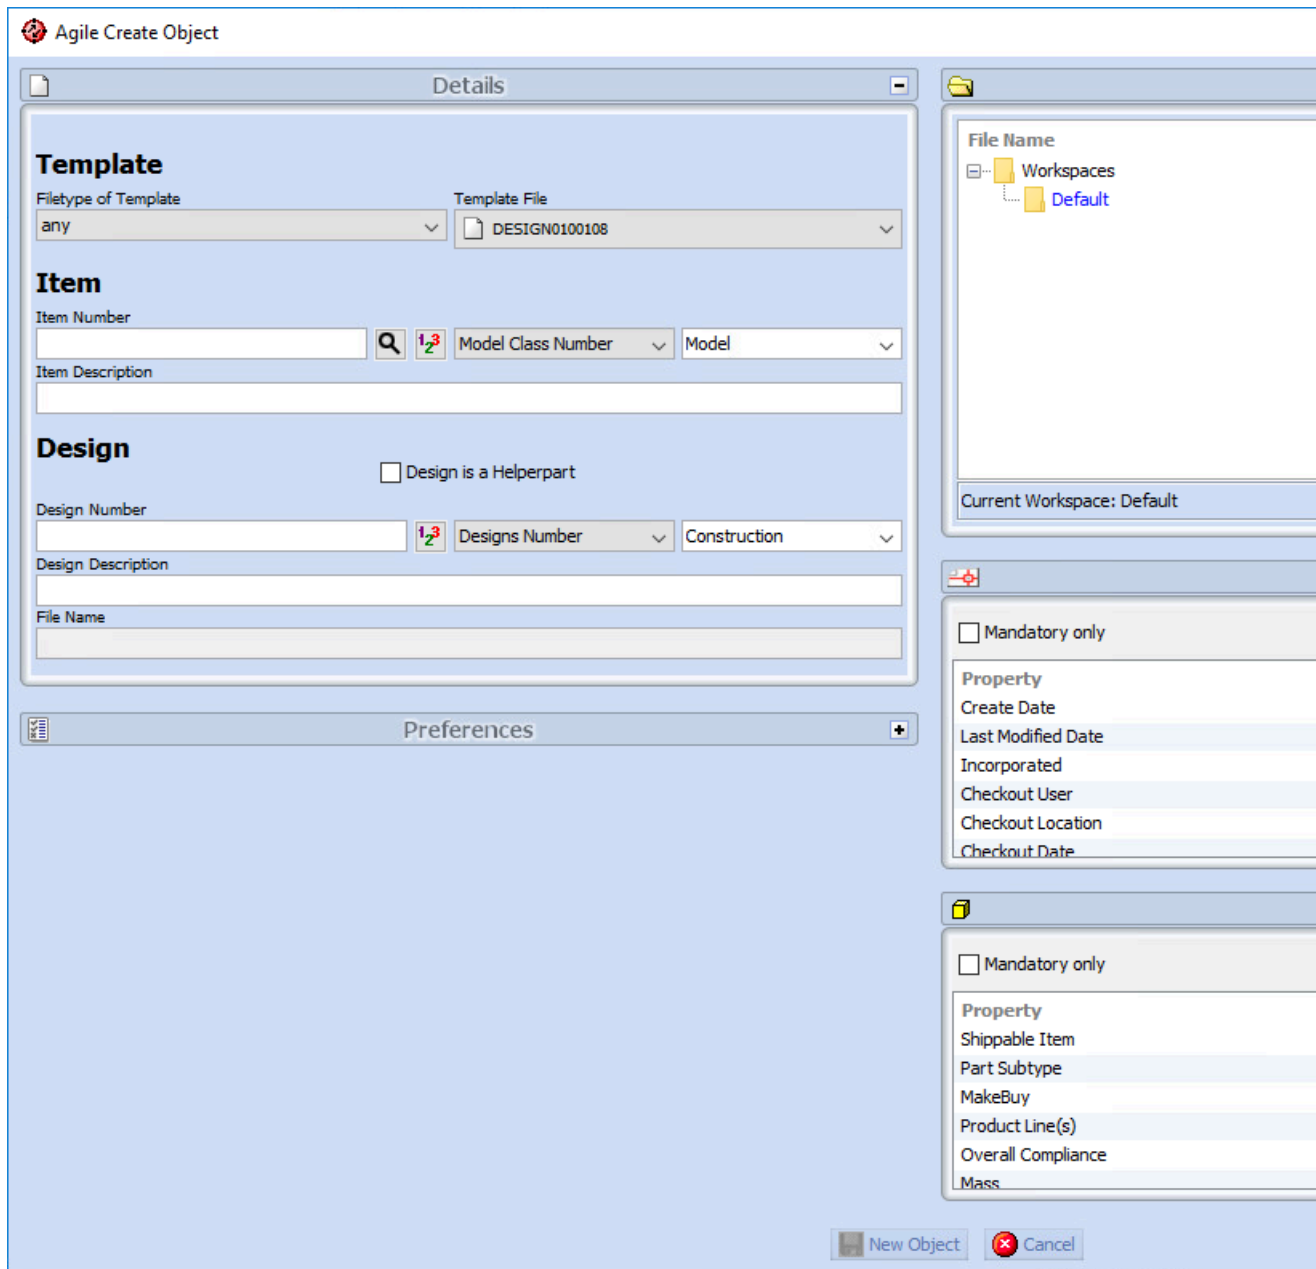 Agile Create Object
Details
Template
Filetype of Template
Template File
any
DESIGN0100108
Item
Item Number
Model Class Number
Model
Item Description
Design
Design is a Helperpart
Design Number
Designs Number
Construction
Design Description
File Name
Preferences
File Name
Workspaces
Default
Current Workspace: Default
Mandatory only
Property
Create Date
Last Modified Date
Incorporated
Checkout User
Checkout Location
Checkout Date
Mandatory only
Property
Shippable Item
Part Subtype
MakeBuy
Product Line(s)
Overall Compliance
Mass
New Object
Cancel